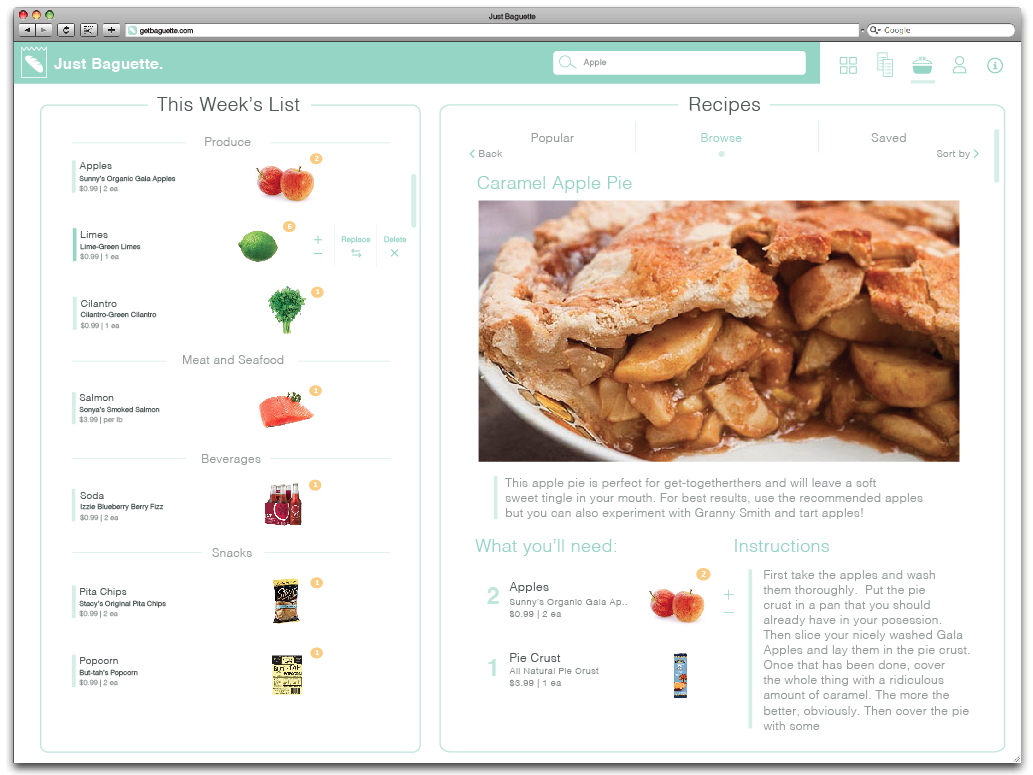 Just Baguette
getbaguette.com
Google
Just Baguette.
Apple
This Week's List
Produce
Apples
Sunny's Organic Gala Apples
$0.99 | 2 ea
2
Limes
Lime-Green Limes
$0.99 | 1 ea
6
+
−
Replace
Delete
Cilantro
Cilantro-Green Cilantro
$0.99 | 1 ea
1
Meat and Seafood
Salmon
Sonya's Smoked Salmon
$3.99 | per lb
1
Beverages
Soda
Izzie Blueberry Berry Fizz
$0.99 | 2 ea
1
Snacks
Pita Chips
Stacy's Original Pita Chips
$0.99 | 2 ea
1
Popcorn
But-tah's Popcorn
$0.99 | 2 ea
1
Recipes
Popular
Browse
Saved
Back
Sort by
Caramel Apple Pie
This apple pie is perfect for get-togetherthers and will leave a soft
sweet tingle in your mouth. For best results, use the recommended apples
but you can also experiment with Granny Smith and tart apples!
What you'll need:
2
Apples
Sunny's Organic Gala Ap..
$0.99 | 2 ea
2
+
−
1
Pie Crust
All Natural Pie Crust
$3.99 | 1 ea
Instructions
First take the apples and wash
them thoroughly.  Put the pie
crust in a pan that you should
already have in your posession.
Then slice your nicely washed Gala
Apples and lay them in the pie crust.
Once that has been done, cover
the whole thing with a ridiculous
amount of caramel. The more the
better, obviously. Then cover the pie
with some